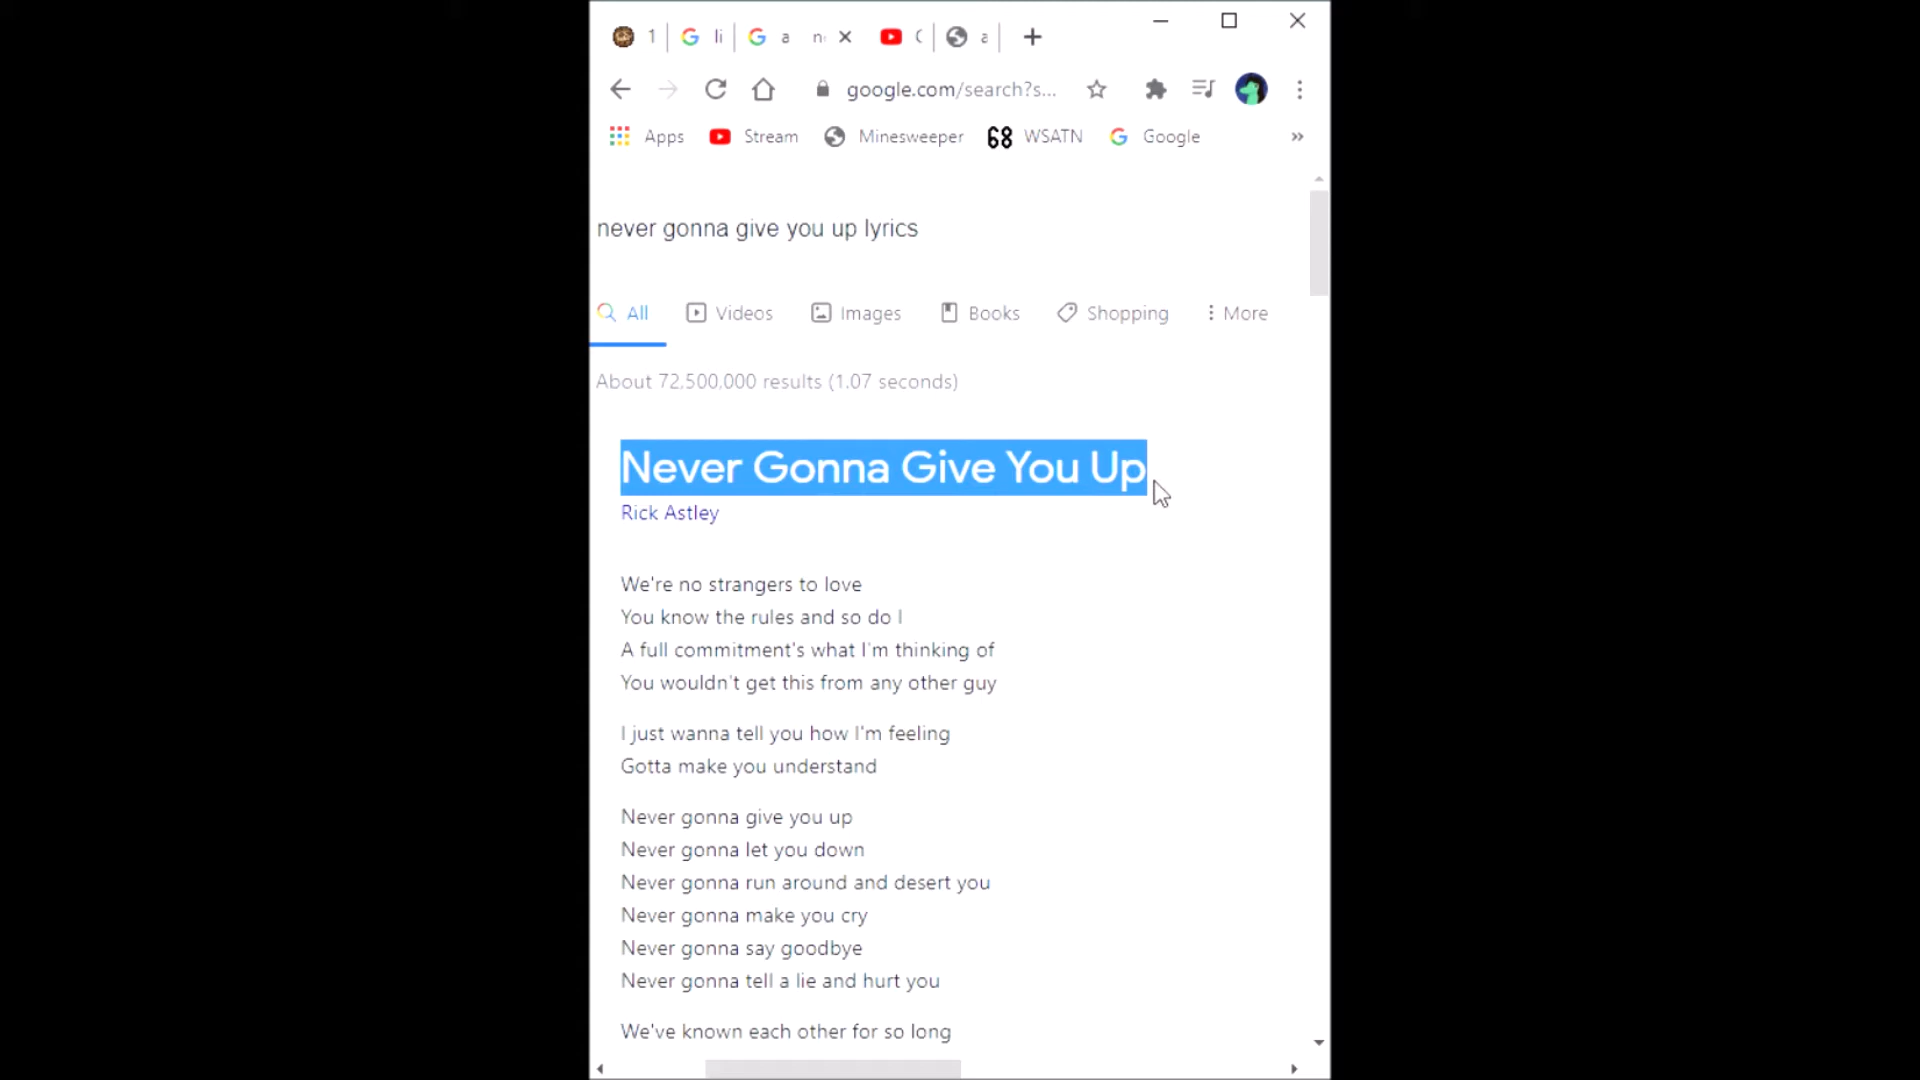 1 li a n
google.com/search?s...
Apps Stream Minesweeper 68 WSATN Google »
never gonna give you up lyrics
All Videos Images Books Shopping More
About 72,500,000 results (1.07 seconds)
Never Gonna Give You Up
Rick Astley
We're no strangers to love
You know the rules and so do I
A full commitment's what I'm thinking of
You wouldn't get this from any other guy
I just wanna tell you how I'm feeling
Gotta make you understand
Never gonna give you up
Never gonna let you down
Never gonna run around and desert you
Never gonna make you cry
Never gonna say goodbye
Never gonna tell a lie and hurt you
We've known each other for so long